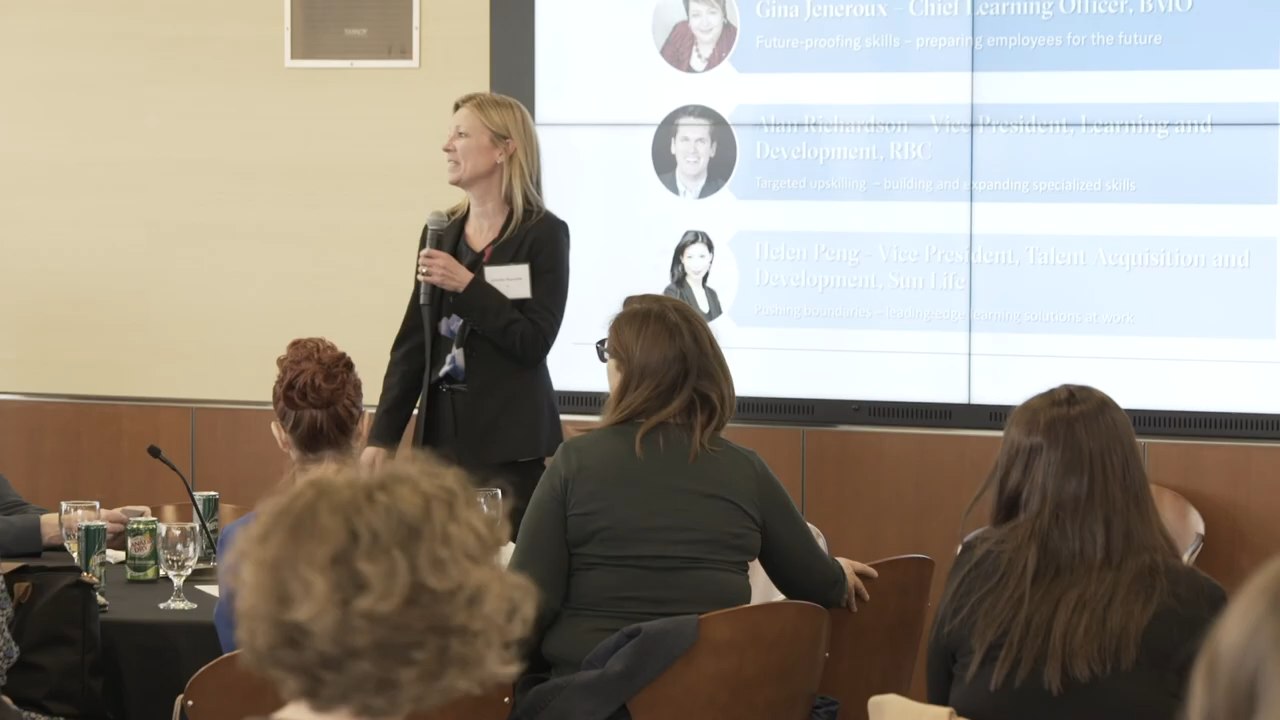 Gina Jeneroux – Chief Learning Officer, BMO
Future-proofing skills – preparing employees for the future
Alan Richardson – Vice President, Learning and
Development, RBC
Targeted upskilling – building and expanding specialized skills
Helen Peng – Vice President, Talent Acquisition and
Development, Sun Life
Pushing boundaries – leading-edge learning solutions at work